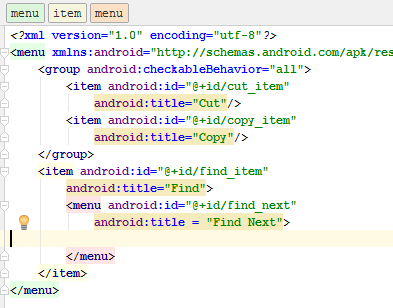 menu item menu
<?xml version="1.0" encoding="utf-8"?>
<menu xmlns:android="http://schemas.android.com/apk/res
<group android:checkableBehavior="all">
<item android:id="@+id/cut_item"
android:title="Cut"/>
<item android:id="@+id/copy_item"
android:title="Copy"/>
</group>
<item android:id="@+id/find_item"
android:title="Find">
<menu android:id="@+id/find_next"
android:title = "Find Next">
</menu>
</item>
</menu>